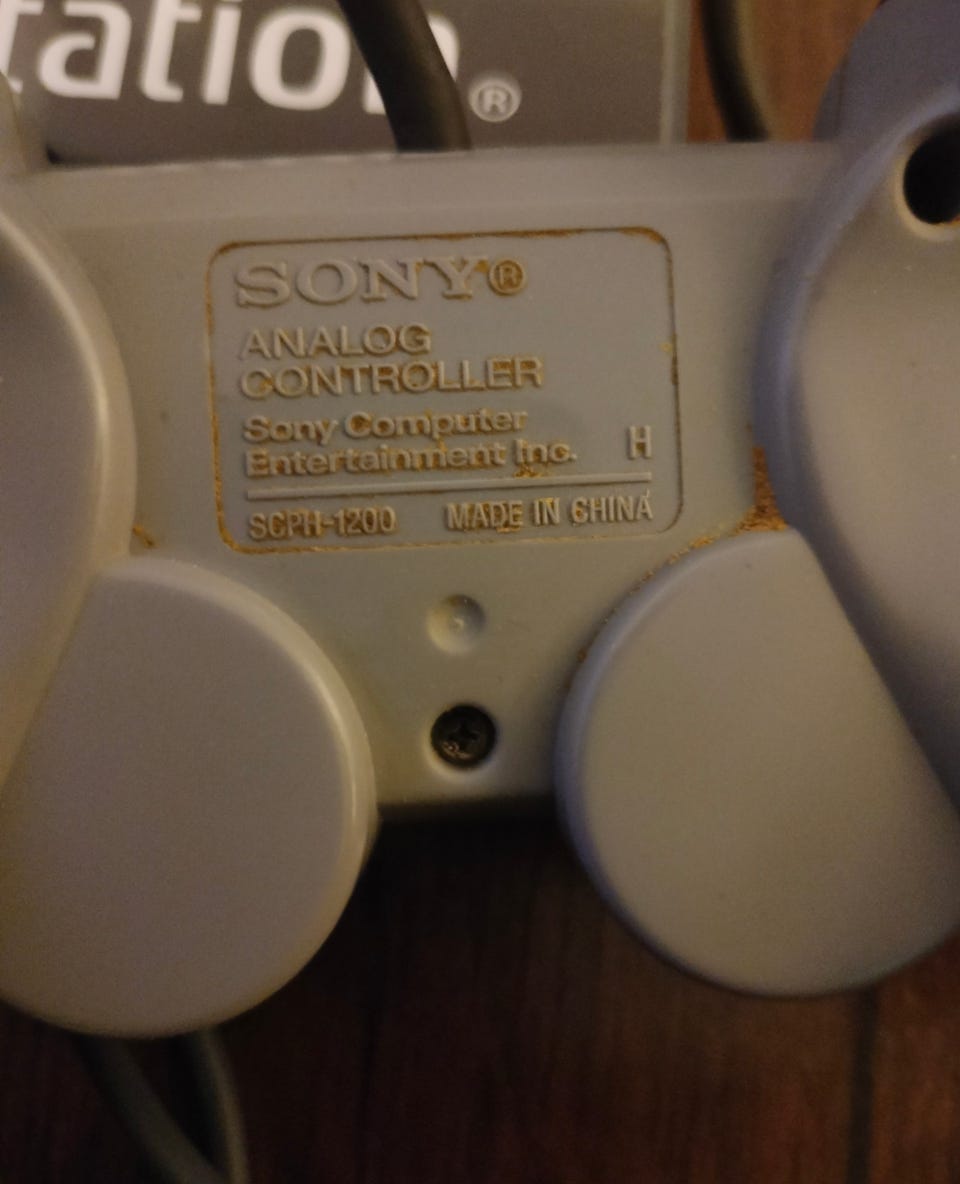 tation®
SONY®
ANALOG
CONTROLLER
Sony Computer
Entertainment Inc. H
SCPH-1200 MADE IN CHINA